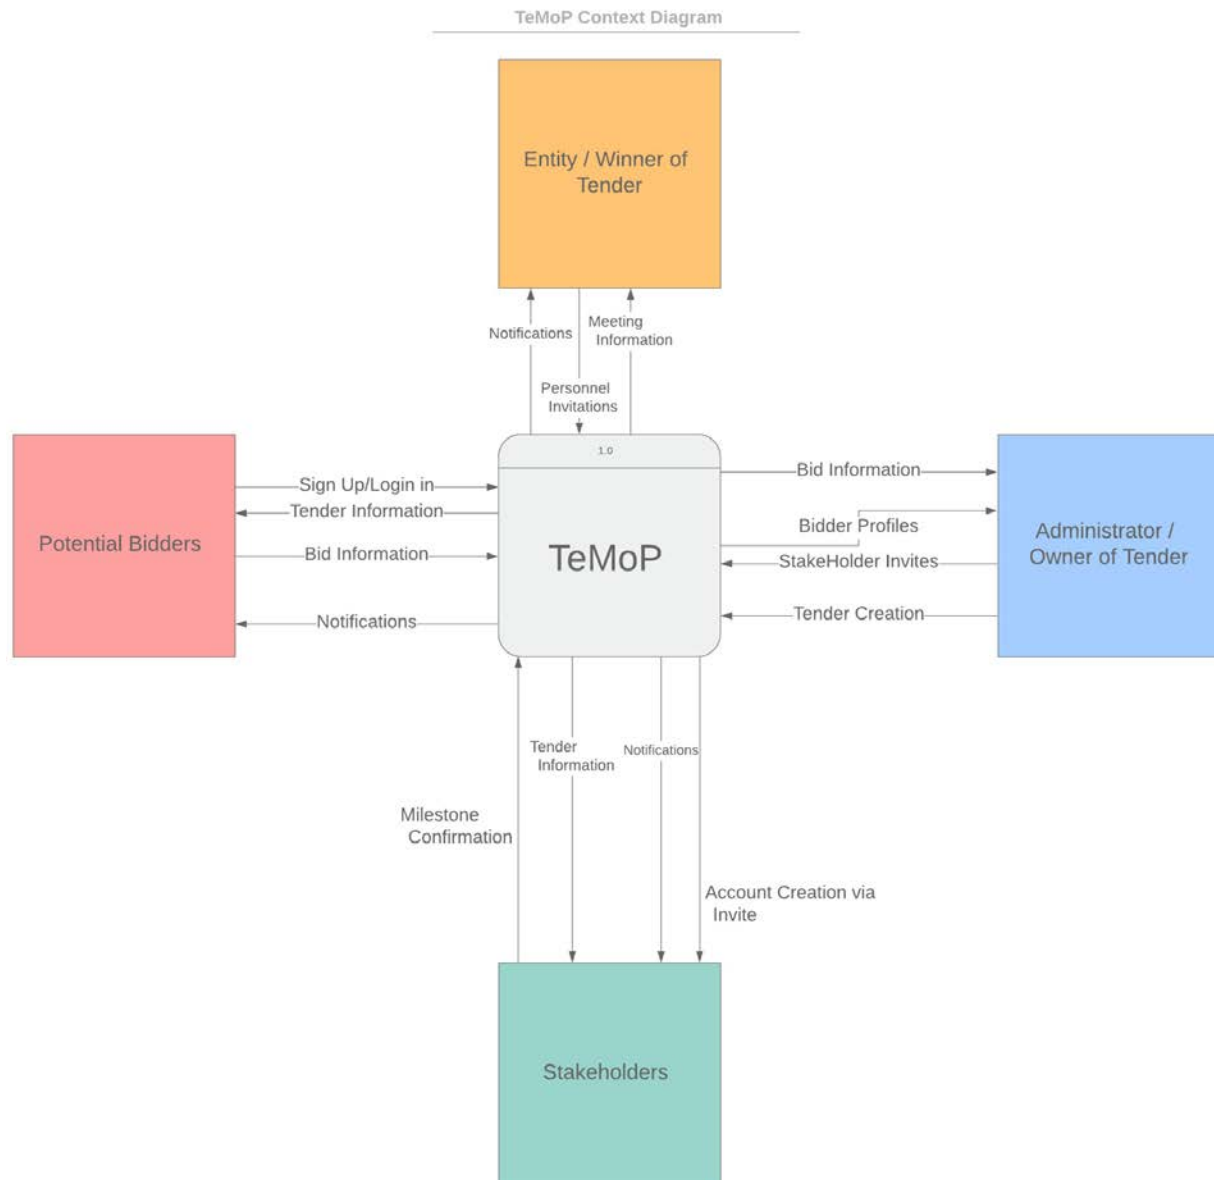 TeMoP Context Diagram
Entity / Winner of
Tender
Notifications
Meeting
Information
Personnel
Invitations
1.0
TeMoP
Potential Bidders
Sign Up/Login in
Tender Information
Bid Information
Notifications
Bid Information
Bidder Profiles
StakeHolder Invites
Tender Creation
Administrator /
Owner of Tender
Tender
Information
Notifications
Milestone
Confirmation
Account Creation via
Invite
Stakeholders